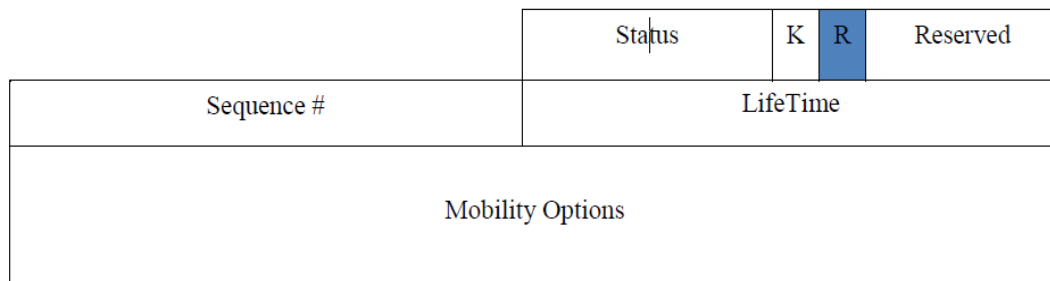 Status K R Reserved
Sequence # LifeTime
Mobility Options